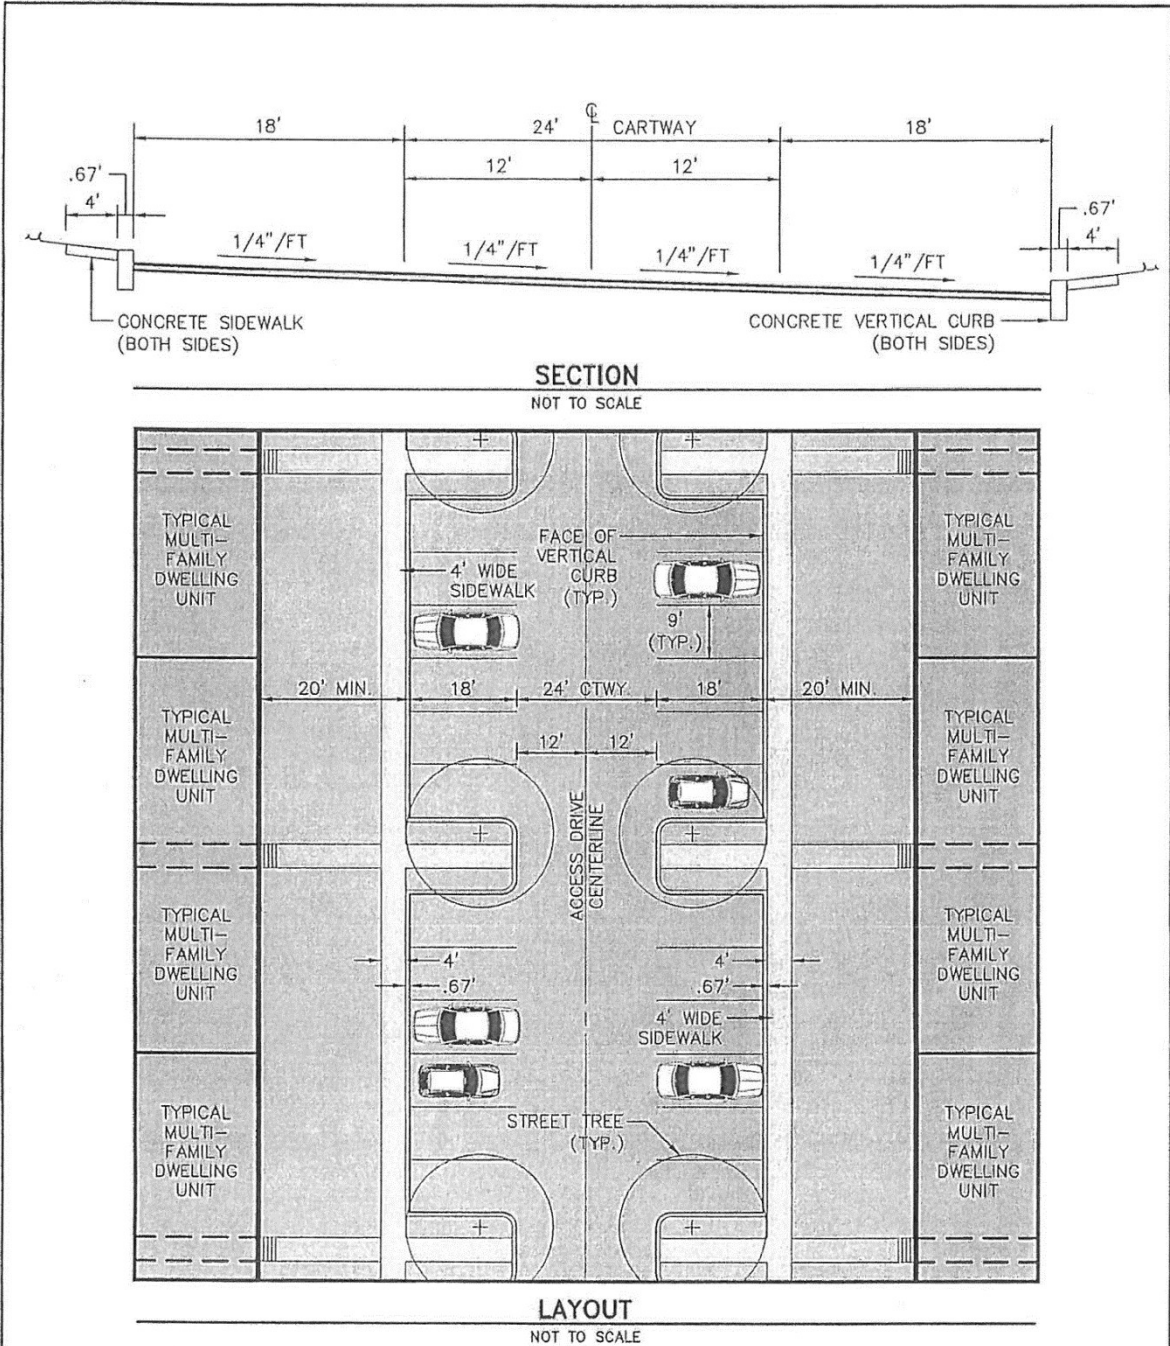 ℄
18'
24' CARTWAY
18'
12'
12'
.67'
4'
.67'
4'
1/4"/FT
1/4"/FT
1/4"/FT
1/4"/FT
CONCRETE SIDEWALK
(BOTH SIDES)
CONCRETE VERTICAL CURB
(BOTH SIDES)
SECTION
NOT TO SCALE
TYPICAL
MULTI-
FAMILY
DWELLING
UNIT
4' WIDE
SIDEWALK
FACE OF
VERTICAL
CURB
(TYP.)
9'
(TYP.)
TYPICAL
MULTI-
FAMILY
DWELLING
UNIT
20' MIN.
18'
24' CTWY.
18'
20' MIN.
12'
12'
TYPICAL
MULTI-
FAMILY
DWELLING
UNIT
TYPICAL
MULTI-
FAMILY
DWELLING
UNIT
ACCESS DRIVE
CENTERLINE
TYPICAL
MULTI-
FAMILY
DWELLING
UNIT
4'
.67'
4'
.67'
4' WIDE
SIDEWALK
TYPICAL
MULTI-
FAMILY
DWELLING
UNIT
TYPICAL
MULTI-
FAMILY
DWELLING
UNIT
STREET TREE
(TYP.)
TYPICAL
MULTI-
FAMILY
DWELLING
UNIT
LAYOUT
NOT TO SCALE